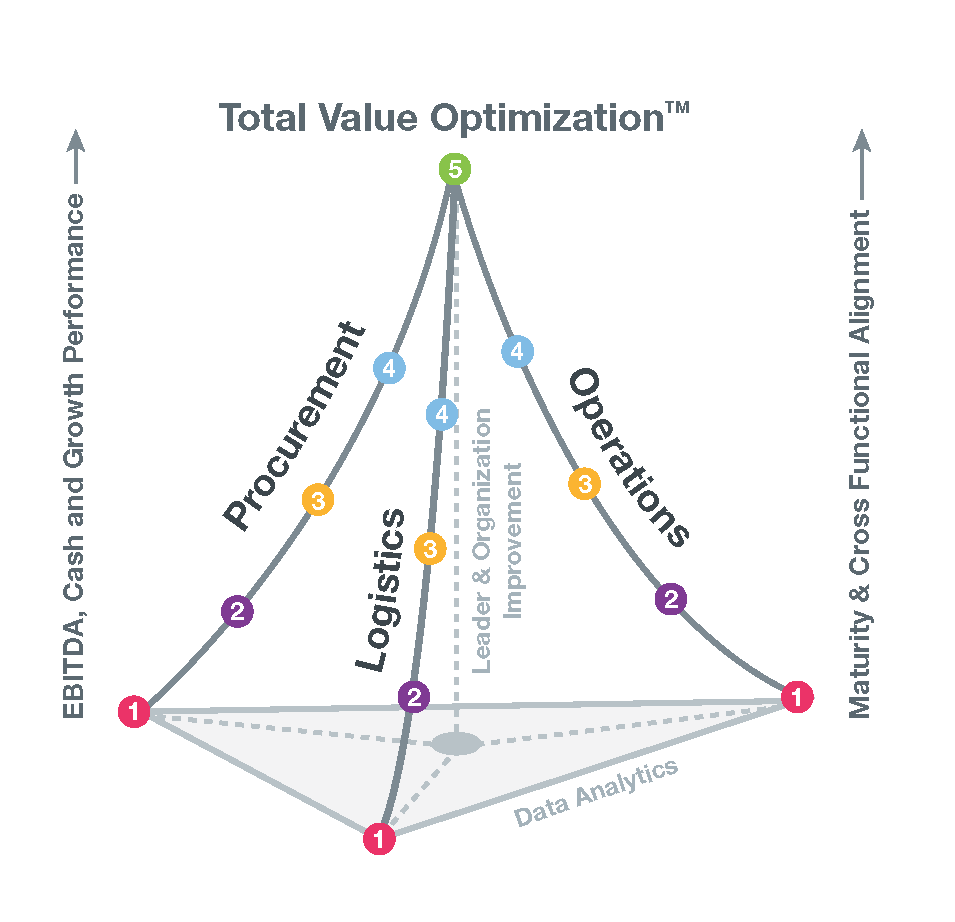 Total Value Optimization™
EBITDA, Cash and Growth Performance
Maturity & Cross Functional Alignment
5
Procurement
4
3
2
1
Logistics
4
3
2
1
Operations
4
3
2
1
Leader & Organization
Improvement
Data Analytics